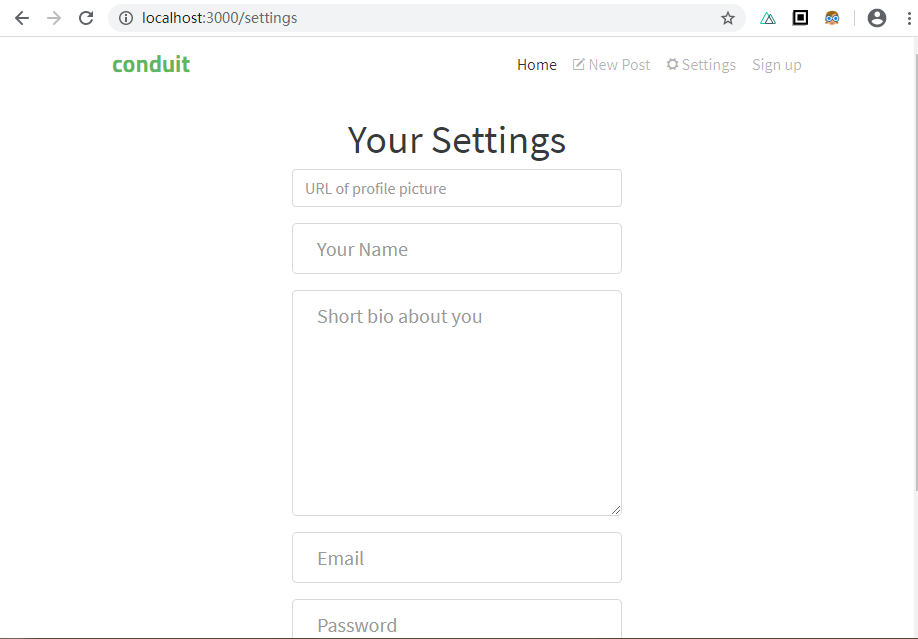 localhost:3000/settings
conduit
Home New Post Settings Sign up
Your Settings
URL of profile picture
Your Name
Short bio about you
Email
Password